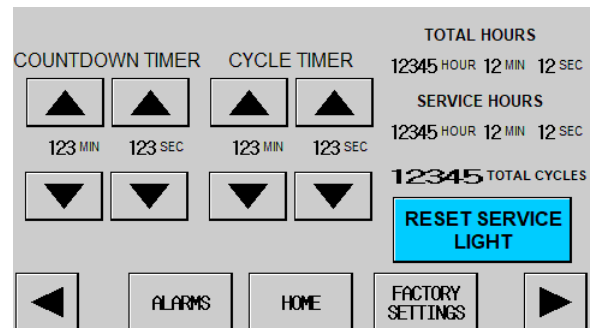 TOTAL HOURS
COUNTDOWN TIMER CYCLE TIMER
12345 HOUR 12 MIN 12 SEC
SERVICE HOURS
12345 HOUR 12 MIN 12 SEC
123 MIN 123 SEC 123 MIN 123 SEC
12345 TOTAL CYCLES
RESET SERVICE
LIGHT
ALARMS HOME FACTORY
SETTINGS